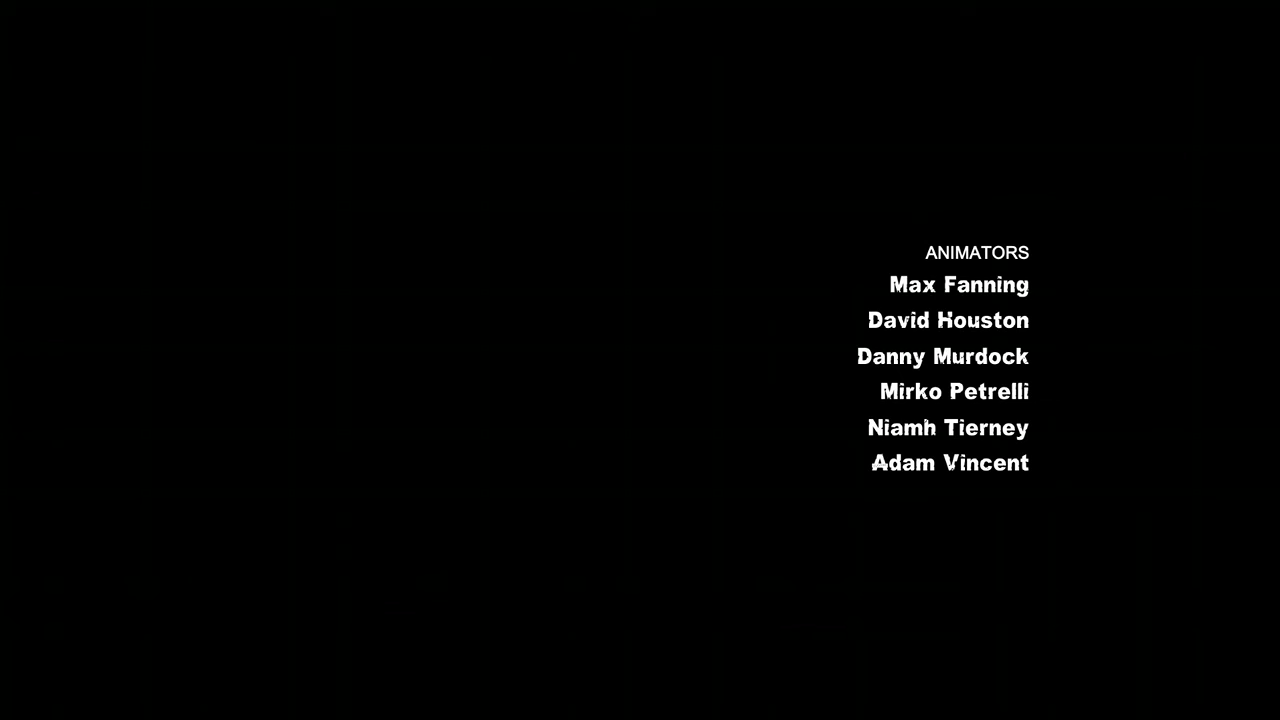 ANIMATORS
Max Fanning
David Houston
Danny Murdock
Mirko Petrelli
Niamh Tierney
Adam Vincent